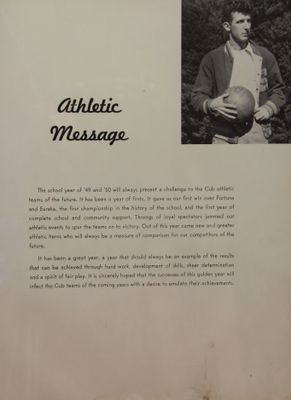 Athletic
Message
The school year of '49 and '50 will always present a challenge to the Cub athletic
teams of the future. It has been a year of firsts. It gave us our first win over Fortuna
and Eureka, the first championship in the history of the school, and the first year of
complete school and community support. Throngs of loyal spectators jammed our
athletic events to spur the teams on to victory. Out of this year came new and greater
athletic items who will always be a measure of comparison for our competitors of the
future.
It has been a great year, a year that should always be an example of the results
that can be achieved through hard work, development of skills, sheer determination
and a spirit of fair play. It is sincerely hoped that the successes of this golden year will
infect the Cub teams of the coming years with a desire to emulate their achievements.